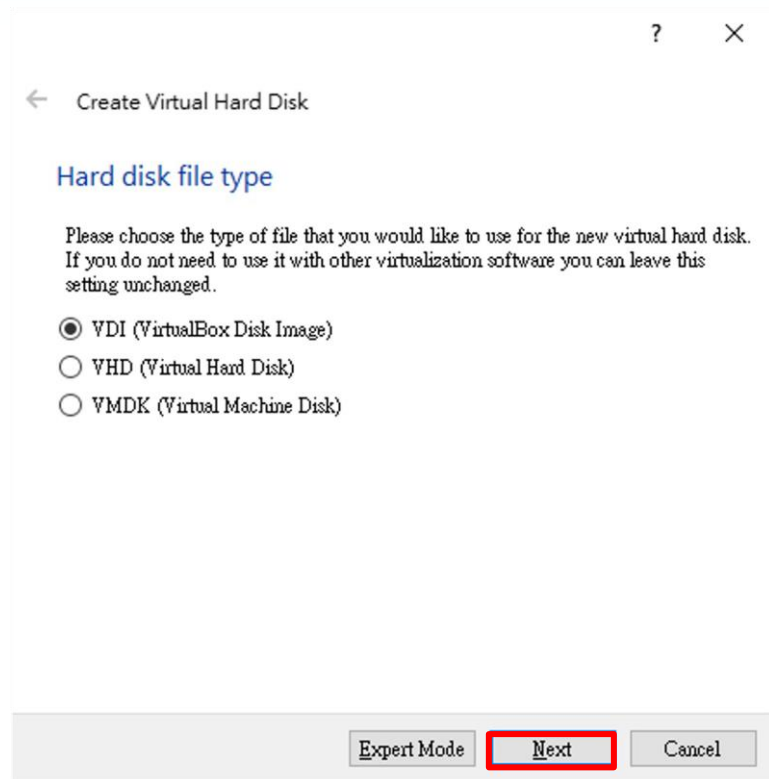 ?
Create Virtual Hard Disk
Hard disk file type
Please choose the type of file that you would like to use for the new virtual hard disk.
If you do not need to use it with other virtualization software you can leave this
setting unchanged.
VDI (VirtualBox Disk Image)
VHD (Virtual Hard Disk)
VMDK (Virtual Machine Disk)
Expert Mode Next Cancel